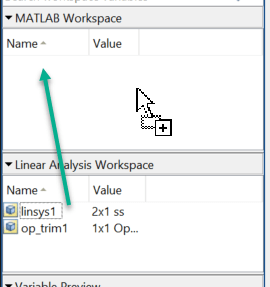 MATLAB Workspace
Name Value
Linear Analysis Workspace
Name Value
linsys1 2x1 ss
op_trim1 1x1 Op...
Variable Preview